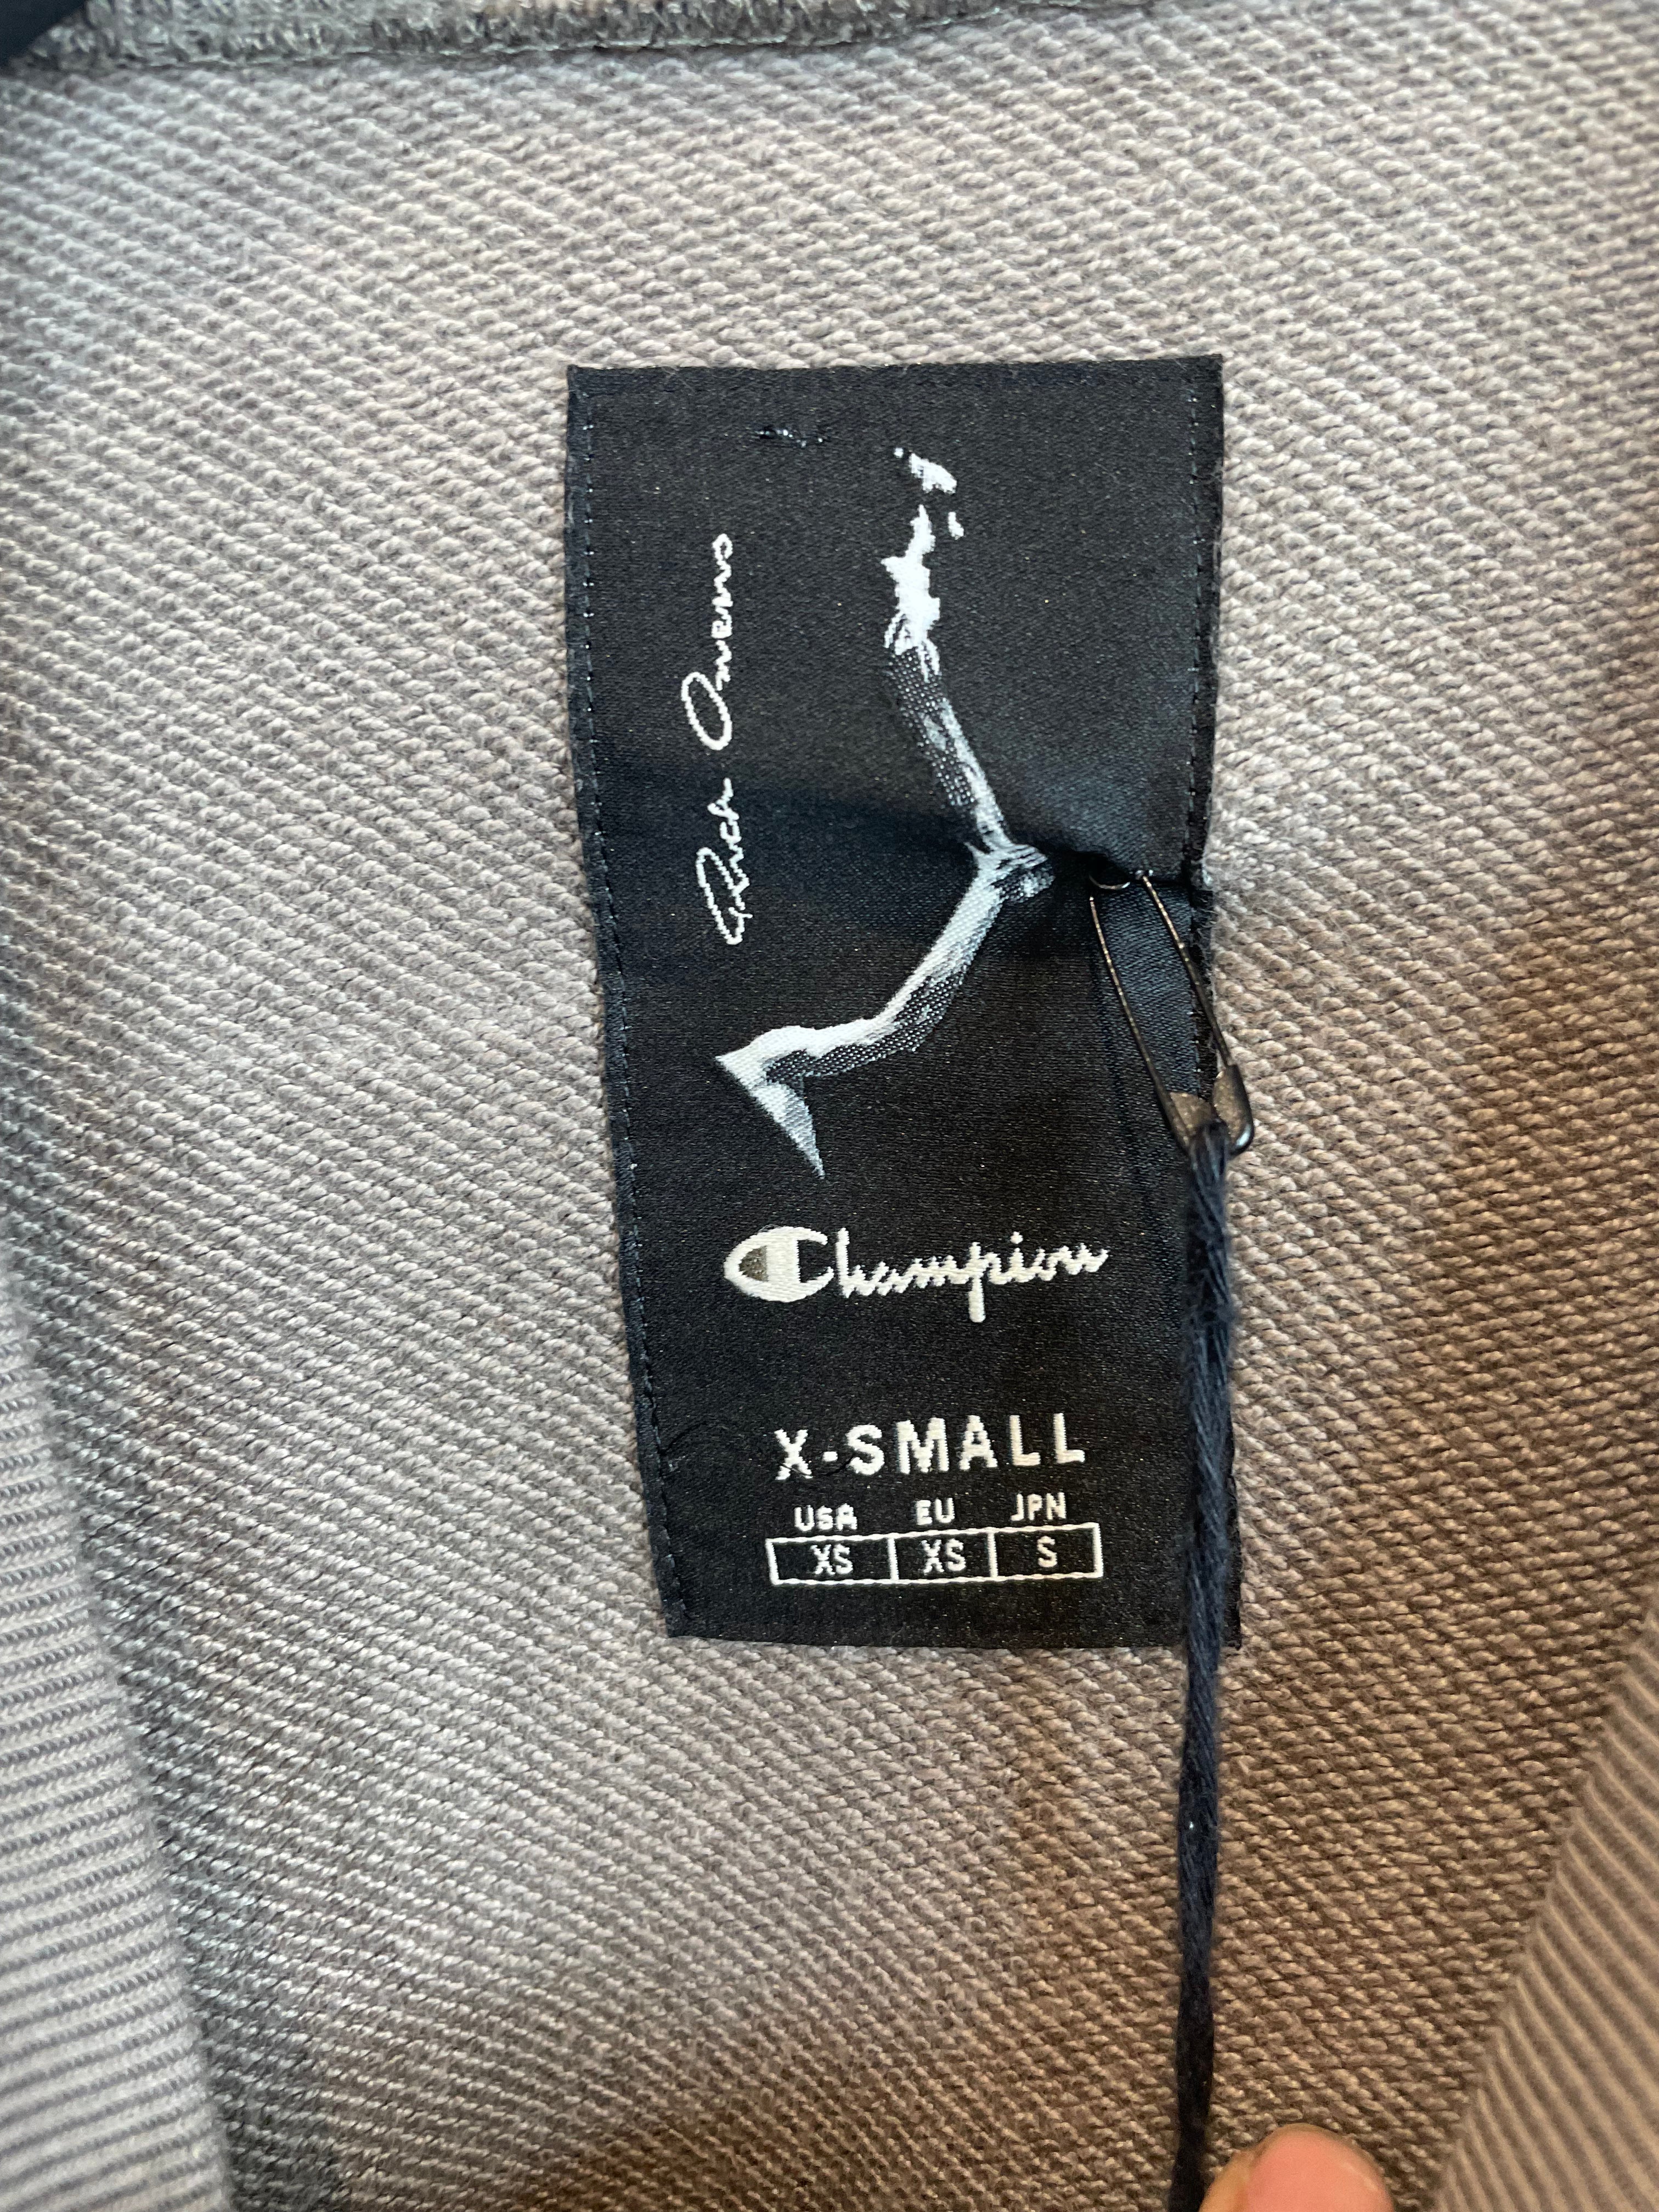 Rick Owens
Champion
X-SMALL
USA EU JPN
XS XS S